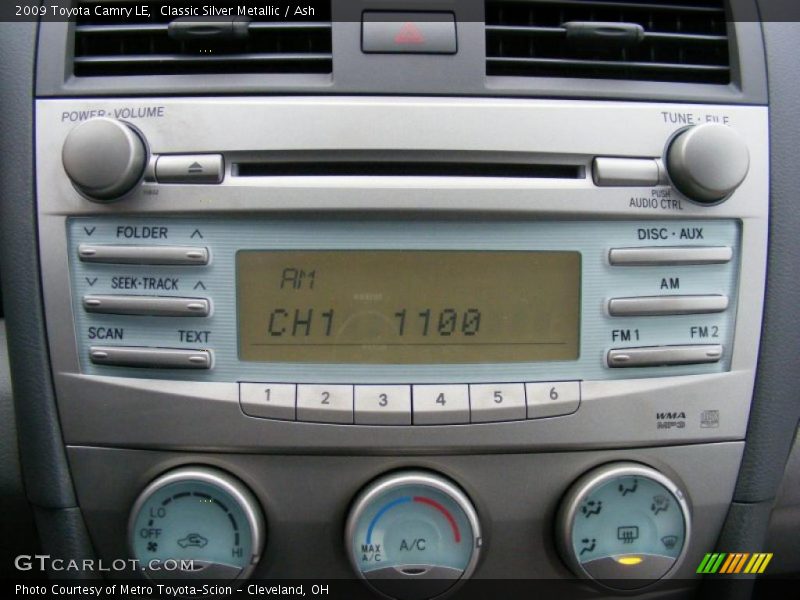 2009 Toyota Camry LE,  Classic Silver Metallic / Ash
POWER · VOLUME
TUNE · FILE
PUSH
AUDIO CTRL
FOLDER
DISC · AUX
SEEK·TRACK
AM
SCAN TEXT
FM1 FM2
AM
CH1 1100
1 2 3 4 5 6
WMA
MP3
LO
OFF
HI
MAX
A/C
A/C
GTCARLOT.COM
Photo Courtesy of Metro Toyota-Scion - Cleveland, OH